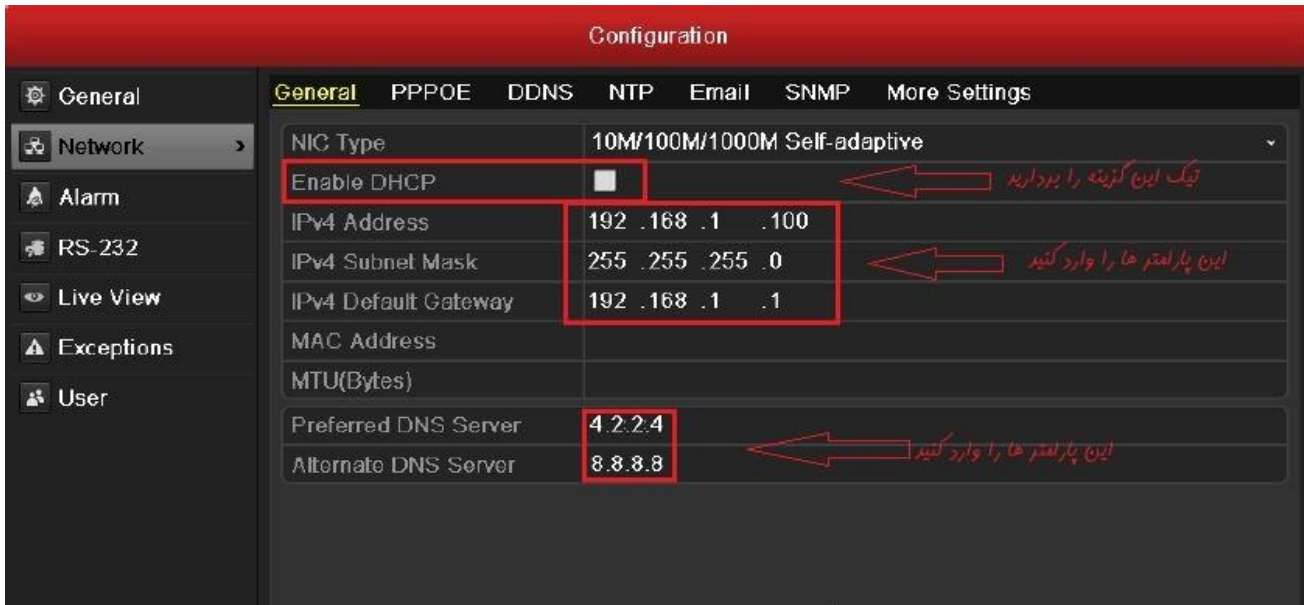 Configuration
General
Network
Alarm
RS-232
Live View
Exceptions
User
General PPPOE DDNS NTP Email SNMP More Settings
NIC Type 10M/100M/1000M Self-adaptive
Enable DHCP تیک این گزینه را بردارید
IPv4 Address 192 .168 .1 .100
IPv4 Subnet Mask 255 .255 .255 .0 این پارامتر ها را وارد کنید
IPv4 Default Gateway 192 .168 .1 .1
MAC Address
MTU(Bytes)
Preferred DNS Server 4.2.2.4
این پارامتر ها را وارد کنید
Alternate DNS Server 8.8.8.8